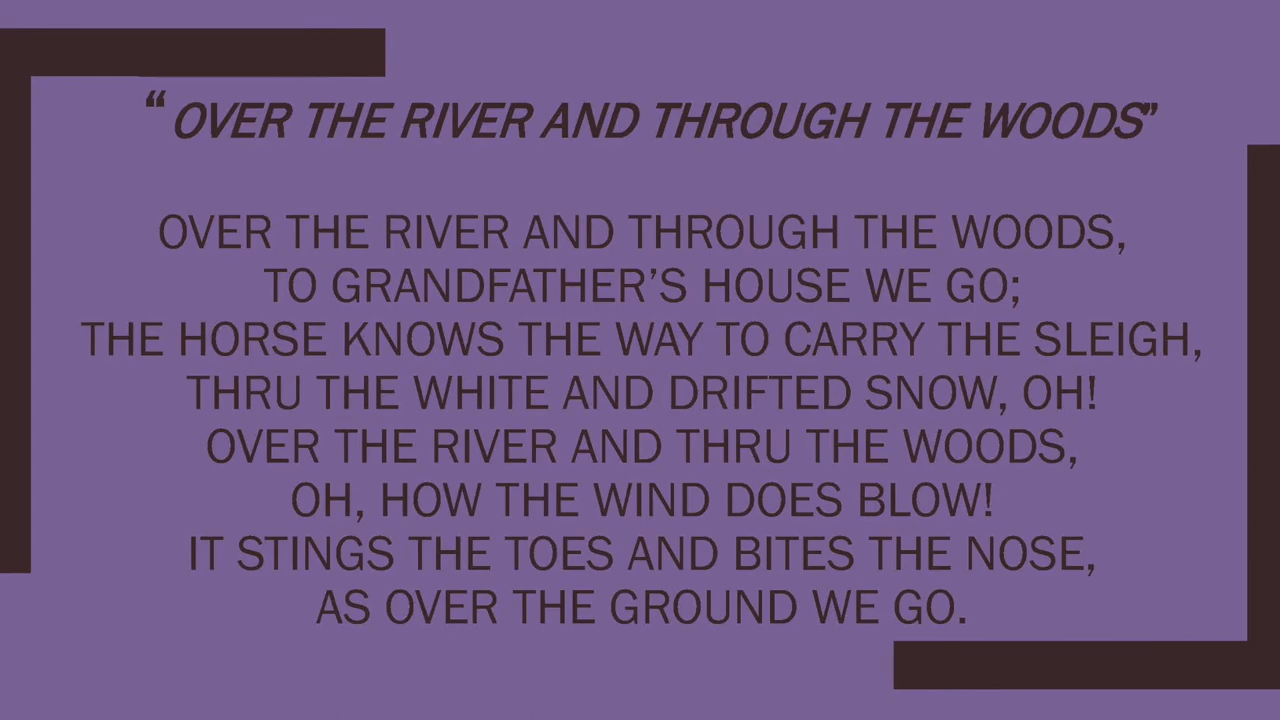 “ OVER THE RIVER AND THROUGH THE WOODS”
OVER THE RIVER AND THROUGH THE WOODS,
TO GRANDFATHER’S HOUSE WE GO;
THE HORSE KNOWS THE WAY TO CARRY THE SLEIGH,
THRU THE WHITE AND DRIFTED SNOW, OH!
OVER THE RIVER AND THRU THE WOODS,
OH, HOW THE WIND DOES BLOW!
IT STINGS THE TOES AND BITES THE NOSE,
AS OVER THE GROUND WE GO.